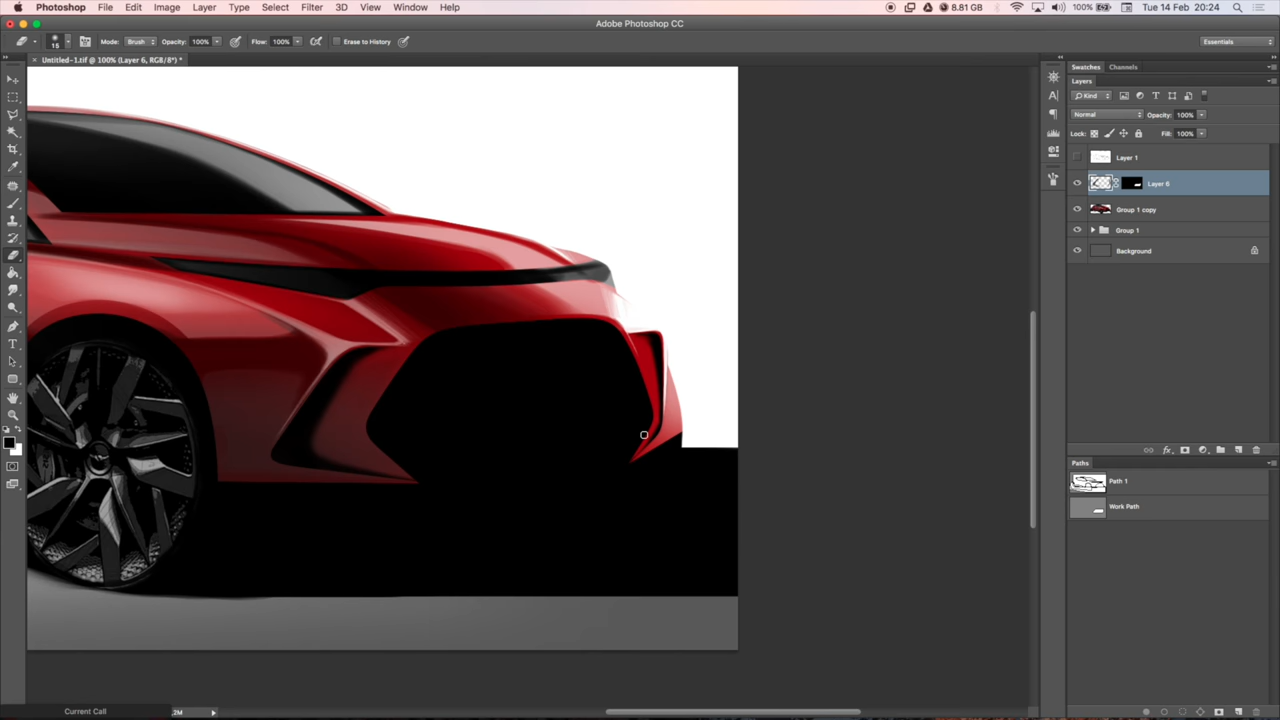 Photoshop File Edit Image Layer Type Select Filter 3D View Window Help 8.81 GB 100% Tue 14 Feb 20:24
Adobe Photoshop CC
15 Mode: Brush Opacity: 100% Flow: 100% Erase to History Essentials
Untitled-1.tif @ 100% (Layer 6, RGB/8*) *
Swatches Channels
Layers
Kind
Normal Opacity: 100%
Lock: Fill: 100%
Layer 1
Layer 6
Group 1 copy
Group 1
Background
Paths
Path 1
Work Path
Current Call 2M